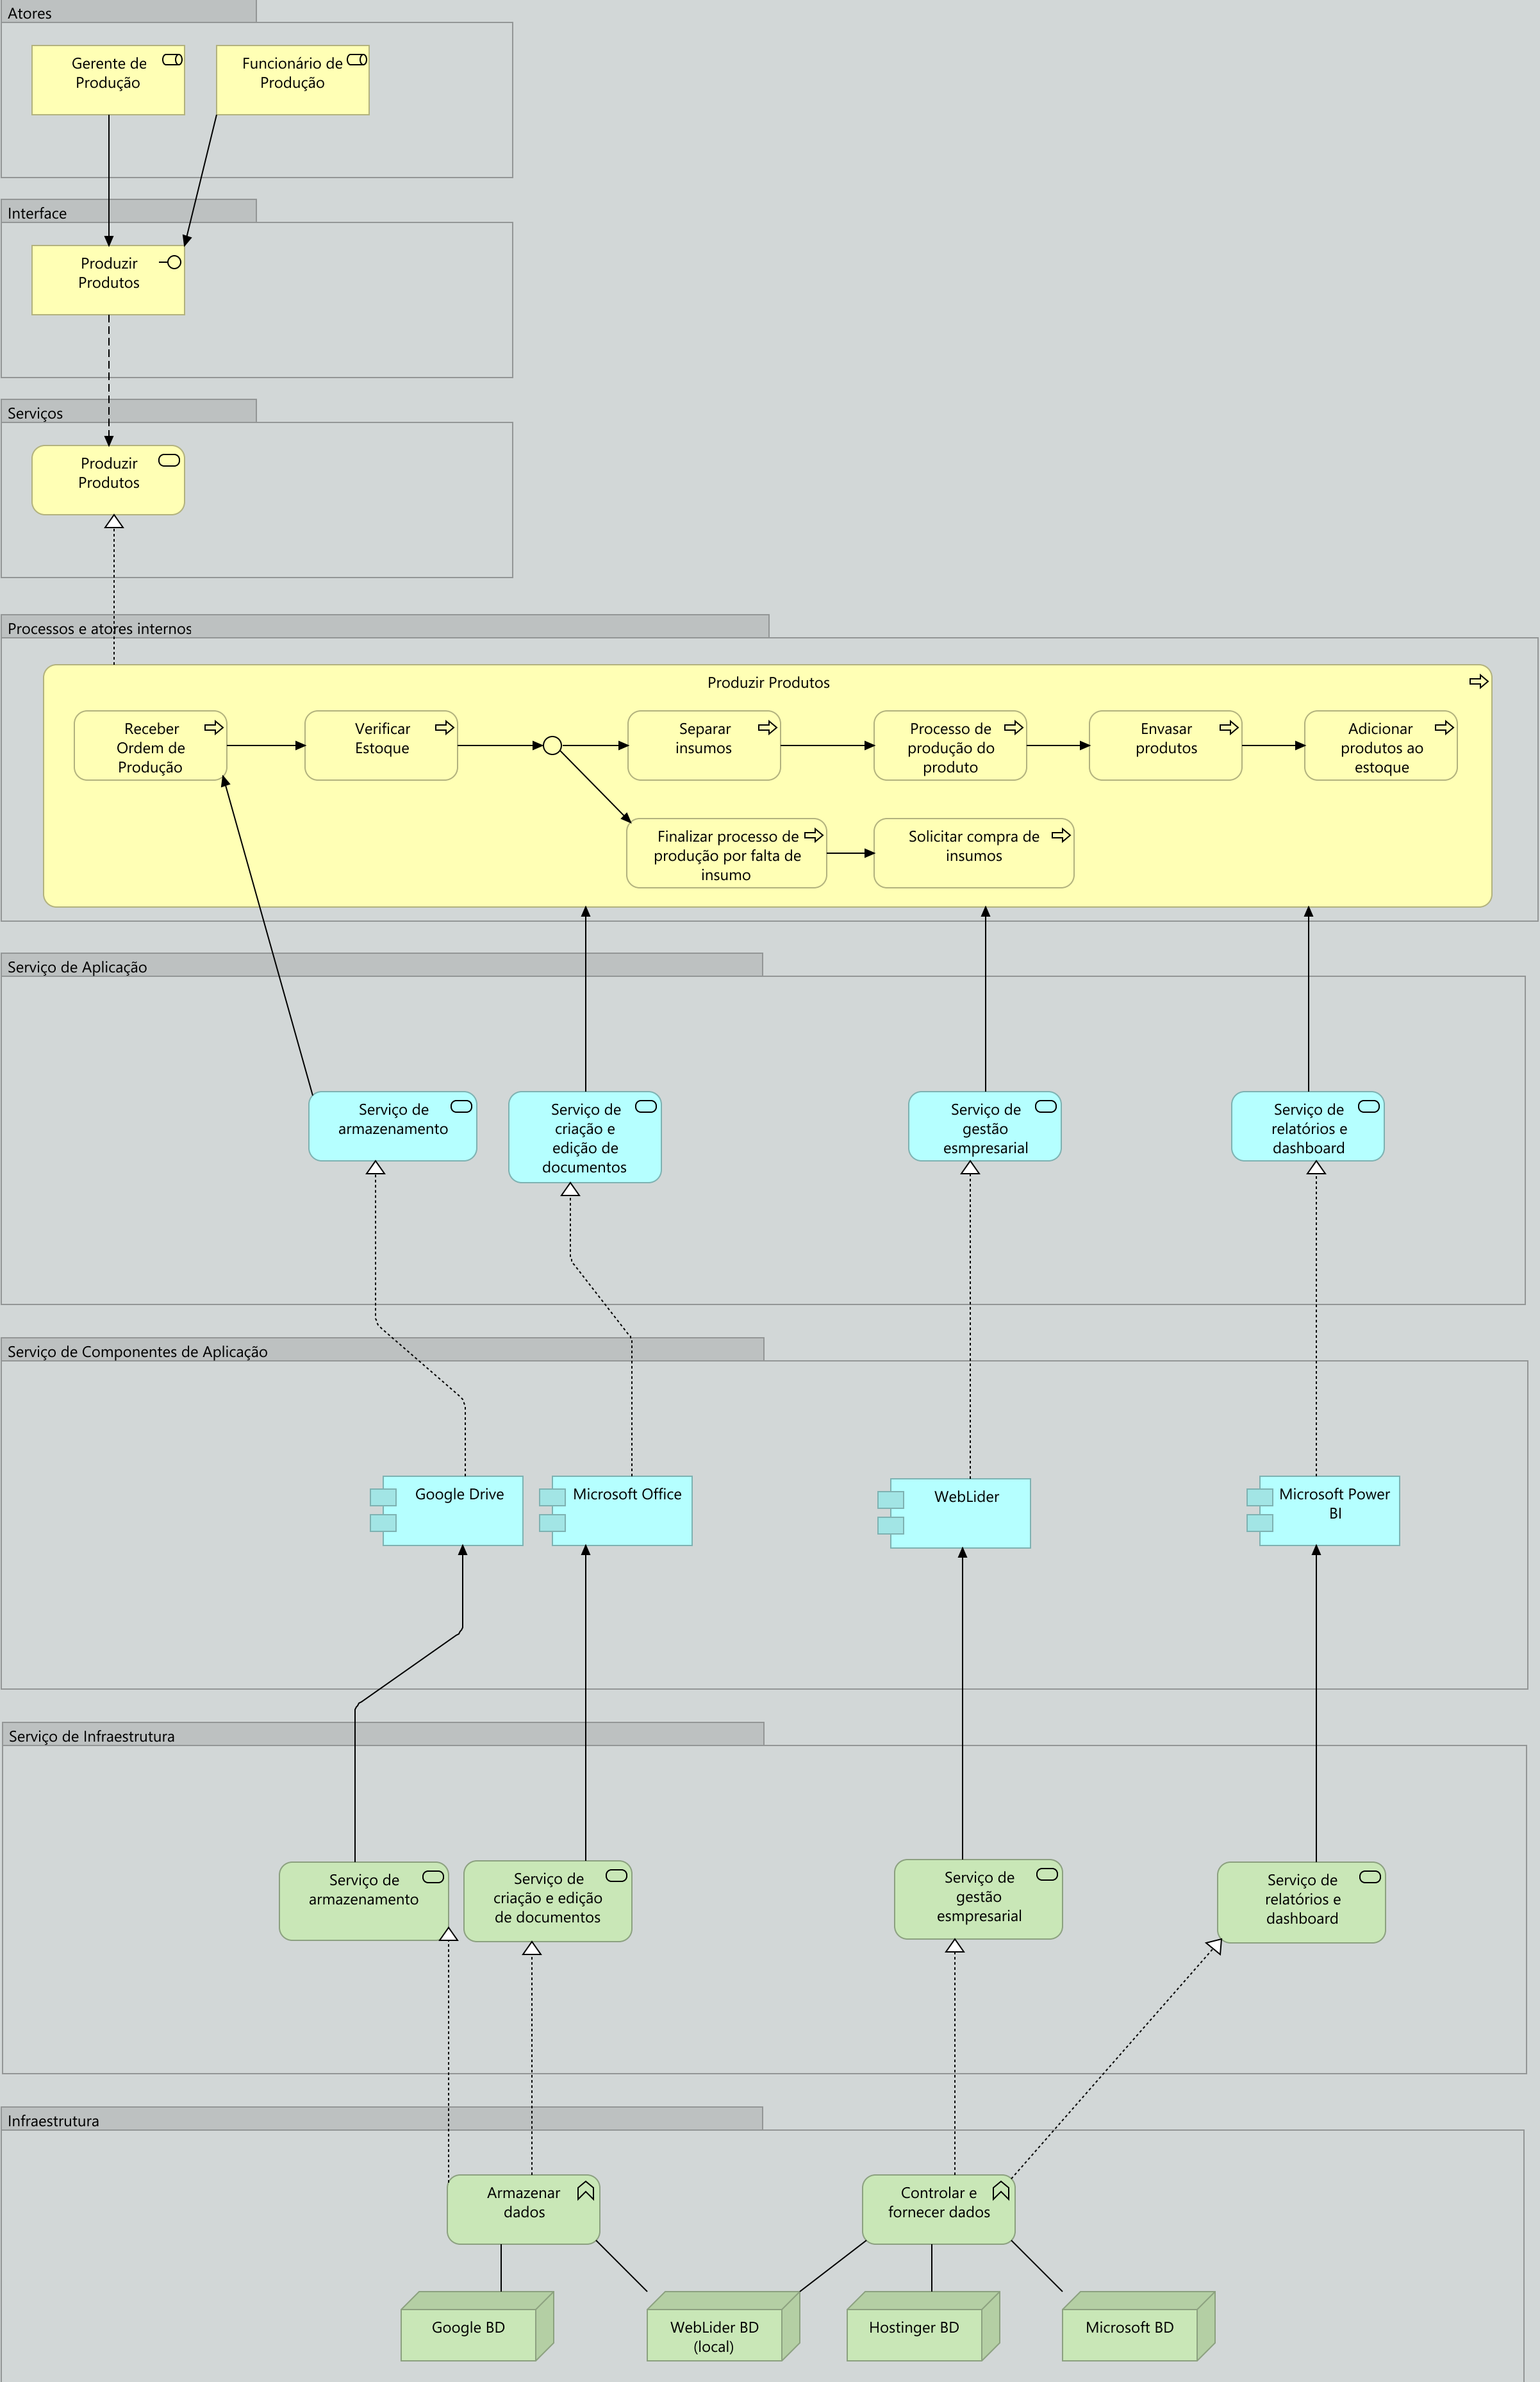 Atores
Gerente de
Produção
Funcionário de
Produção
Interface
Produzir
Produtos
Serviços
Produzir
Produtos
Processos e atores internos
Produzir Produtos
Receber
Ordem de
Produção
Verificar
Estoque
Separar
insumos
Processo de
produção do
produto
Envasar
produtos
Adicionar
produtos ao
estoque
Finalizar processo de
produção por falta de
insumo
Solicitar compra de
insumos
Serviço de Aplicação
Serviço de
armazenamento
Serviço de
criação e
edição de
documentos
Serviço de
gestão
esmpresarial
Serviço de
relatórios e
dashboard
Serviço de Componentes de Aplicação
Google Drive
Microsoft Office
WebLider
Microsoft Power
BI
Serviço de Infraestrutura
Serviço de
armazenamento
Serviço de
criação e edição
de documentos
Serviço de
gestão
esmpresarial
Serviço de
relatórios e
dashboard
Infraestrutura
Armazenar
dados
Controlar e
fornecer dados
Google BD
WebLider BD
(local)
Hostinger BD
Microsoft BD